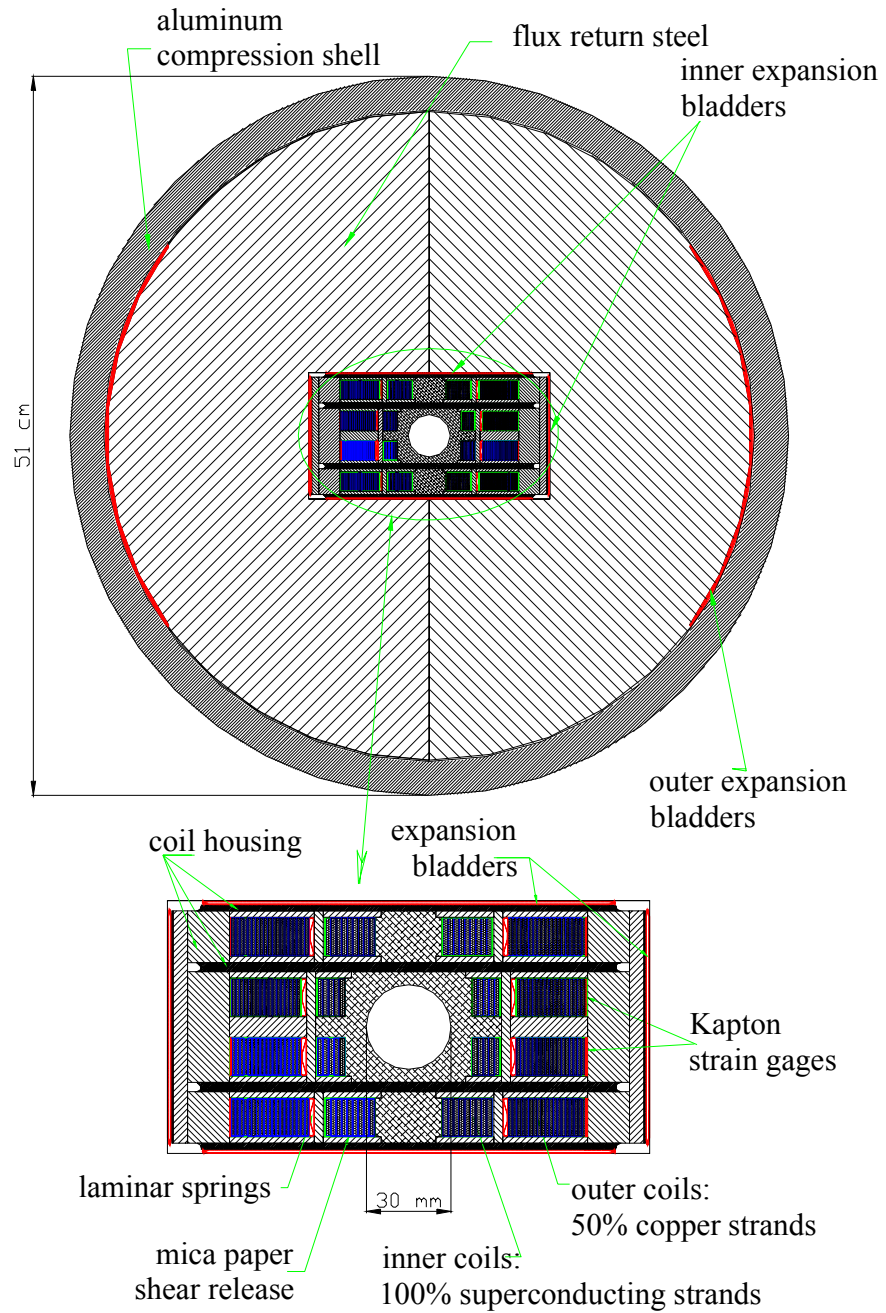 aluminum
compression shell
flux return steel
inner expansion
bladders
51 cm
outer expansion
bladders
coil housing
expansion
bladders
Kapton
strain gages
laminar springs
30 mm
outer coils:
50% copper strands
mica paper
shear release
inner coils:
100% superconducting strands